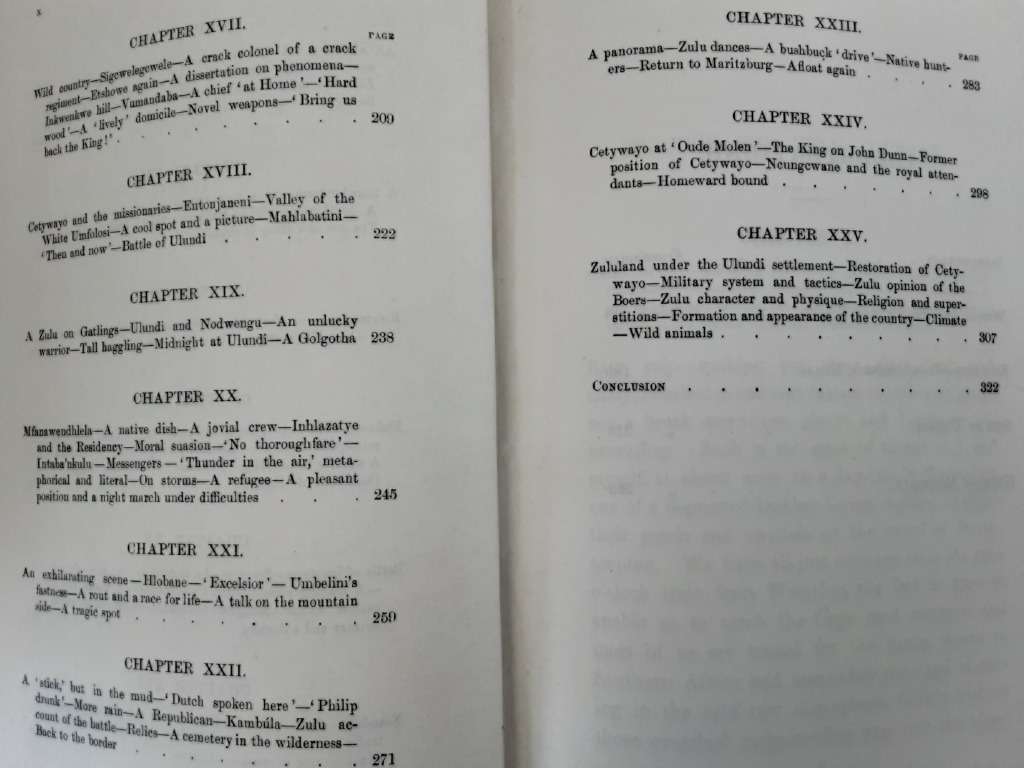 x
CHAPTER XVII.
PAGE
Wild country—Sigcwelegcwele—A crack colonel of a crack
regiment—Etshowe again—A dissertation on phenomena—
Inkwenkwe hill—Vumandaba—A chief 'at Home'—'Hard
wood'—A 'lively' domicile—Novel weapons—'Bring us
back the King!' . . . . . . . . 209
CHAPTER XVIII.
Cetywayo and the missionaries—Entonjaneni—Valley of the
White Umfolosi—A cool spot and a picture—Mahlabatini—
'Then and now'—Battle of Ulundi . . . . . 222
CHAPTER XIX.
A Zulu on Gatlings—Ulundi and Nodwengu—An unlucky
warrior—Tall haggling—Midnight at Ulundi—A Golgotha 238
CHAPTER XX.
Mfanawendhlela—A native dish—A jovial crew—Inhlazatye
and the Residency—Moral suasion—'No thoroughfare'—
Intaba'nkulu—Messengers—'Thunder in the air,' meta-
phorical and literal—On storms—A refugee—A pleasant
position and a night march under difficulties . . . 245
CHAPTER XXI.
An exhilarating scene—Hlobane—'Excelsior'—Umbelini's
fastness—A rout and a race for life—A talk on the mountain
side—A tragic spot . . . . . . . . 259
CHAPTER XXII.
A 'stick,' but in the mud—'Dutch spoken here'—'Philip
drunk'—More rain—A Republican—Kambúla—Zulu ac-
count of the battle—Relics—A cemetery in the wilderness—
Back to the border . . . . . . . 271
CHAPTER XXIII.
PAGE
A panorama—Zulu dances—A bushbuck 'drive'—Native hunt-
ers—Return to Maritzburg—Afloat again . . . . 283
CHAPTER XXIV.
Cetywayo at 'Oude Molen'—The King on John Dunn—Former
position of Cetywayo—Ncungcwane and the royal atten-
dants—Homeward bound . . . . . . . 298
CHAPTER XXV.
Zululand under the Ulundi settlement—Restoration of Cety-
wayo—Military system and tactics—Zulu opinion of the
Boers—Zulu character and physique—Religion and super-
stitions—Formation and appearance of the country—Climate
—Wild animals . . . . . . . . 307
CONCLUSION . . . . . . . . . . 322